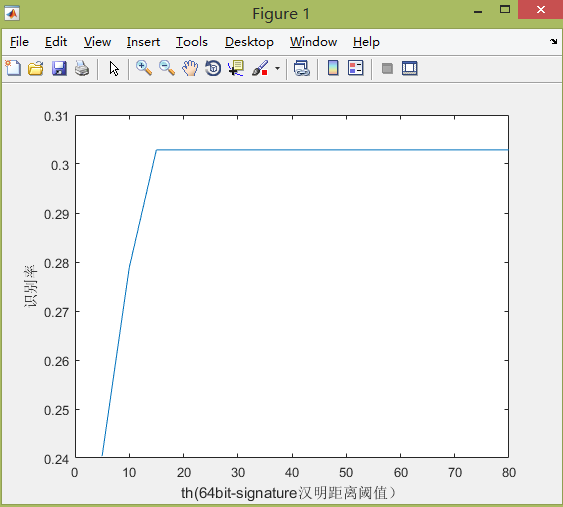 Figure 1
File Edit View Insert Tools Desktop Window Help
0.31
0.3
0.29
0.28
0.27
0.26
0.25
0.24
识别率
0 10 20 30 40 50 60 70 80
th(64bit-signature汉明距离阈值）